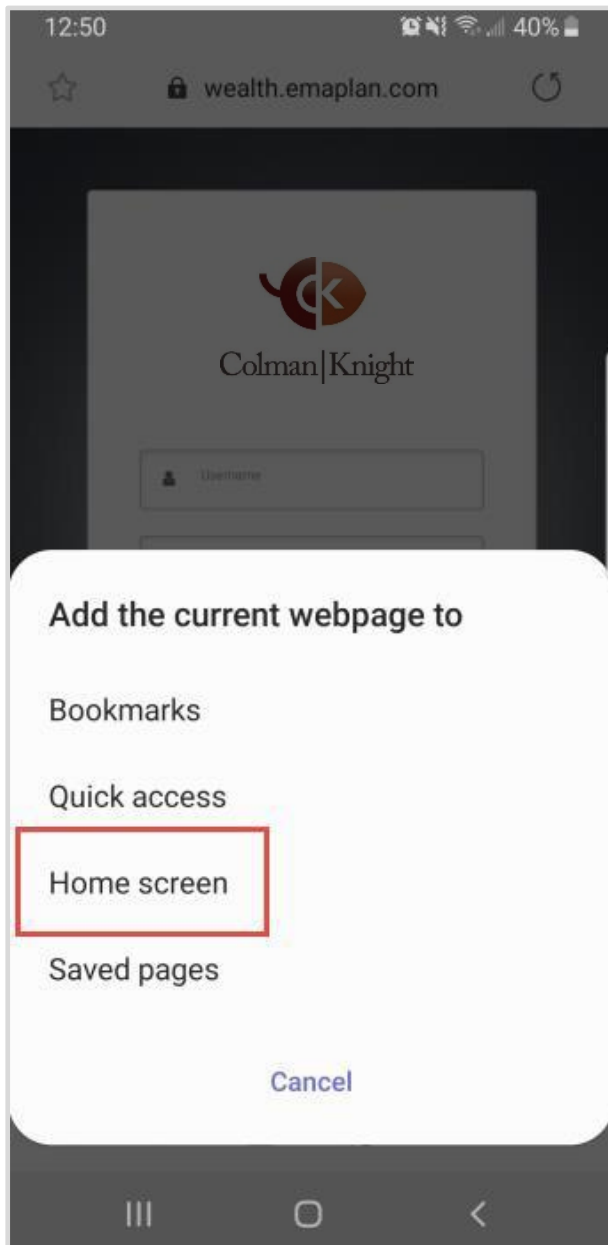 12:50 40%
wealth.emaplan.com
CK
Colman|Knight
Username
Add the current webpage to
Bookmarks
Quick access
Home screen
Saved pages
Cancel